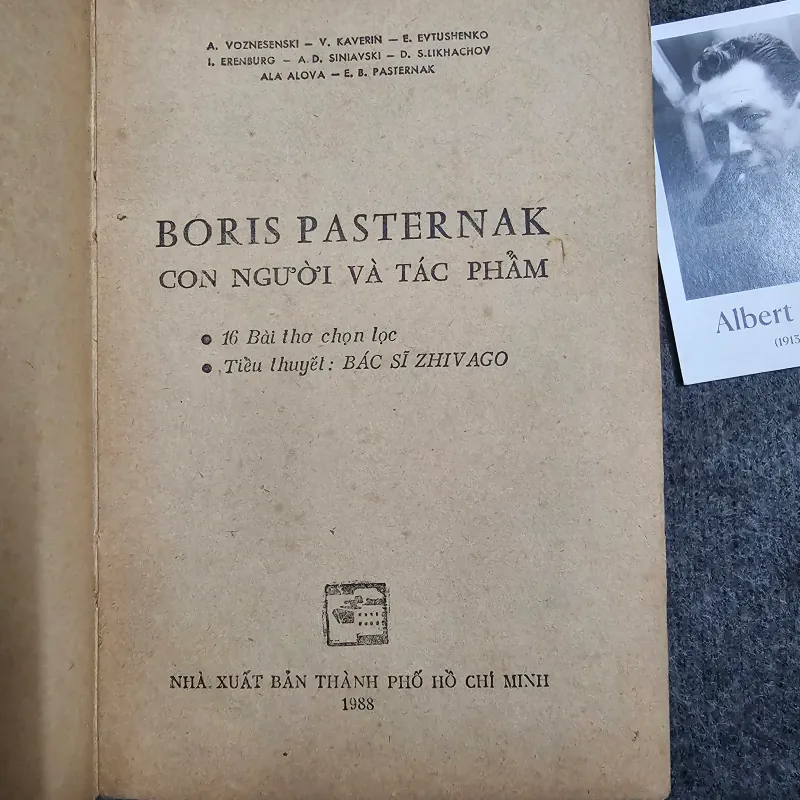 A. VOZNESENSKI – V. KAVERIN – E. EVTUSHENKO
I. ERENBURG – A.D. SINIAVSKI – D. S.LIKHACHOV
ALA ALOVA – E. B. PASTERNAK
BORIS PASTERNAK
CON NGƯỜI VÀ TÁC PHẨM
• 16 Bài thơ chọn lọc
• Tiểu thuyết: BÁC SĨ ZHIVAGO
NHÀ XUẤT BẢN THÀNH PHỐ HỒ CHÍ MINH
1988
Albert
(1913